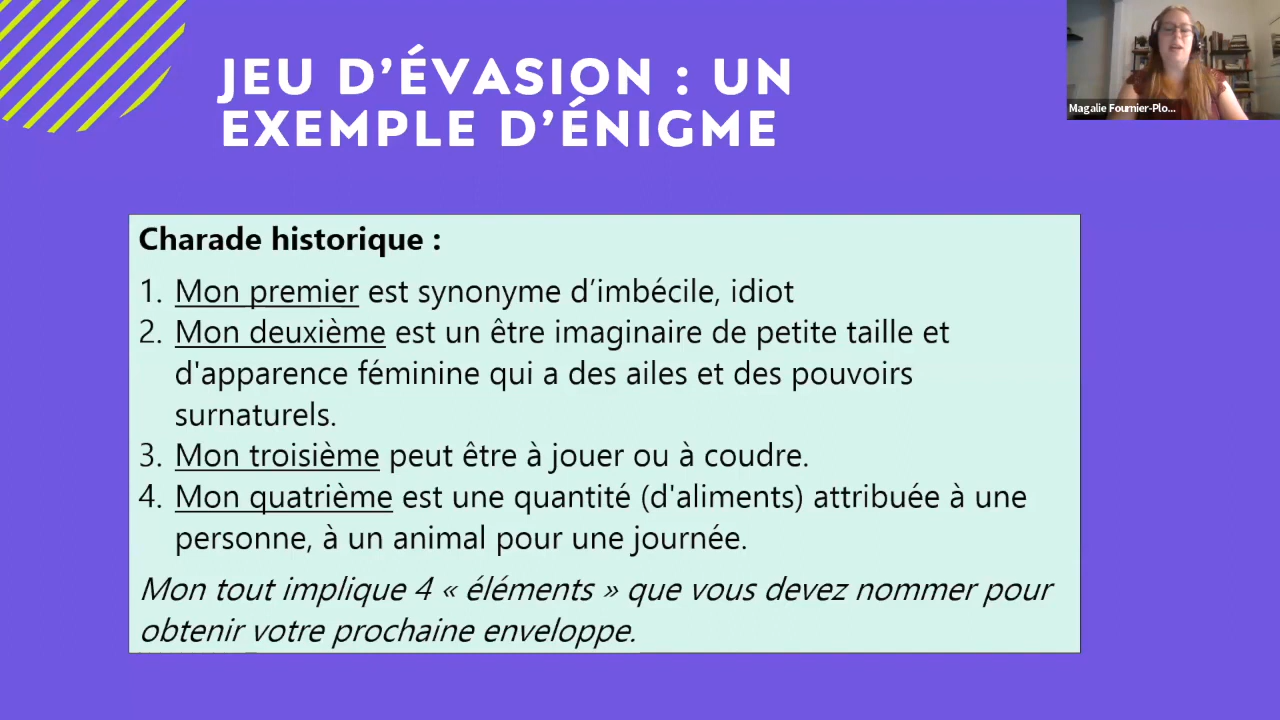 JEU D'ÉVASION : UN
EXEMPLE D'ÉNIGME
Magalie Fournier-Plo...
Charade historique :
1. Mon premier est synonyme d'imbécile, idiot
2. Mon deuxième est un être imaginaire de petite taille et
d'apparence féminine qui a des ailes et des pouvoirs
surnaturels.
3. Mon troisième peut être à jouer ou à coudre.
4. Mon quatrième est une quantité (d'aliments) attribuée à une
personne, à un animal pour une journée.
Mon tout implique 4 « éléments » que vous devez nommer pour
obtenir votre prochaine enveloppe.